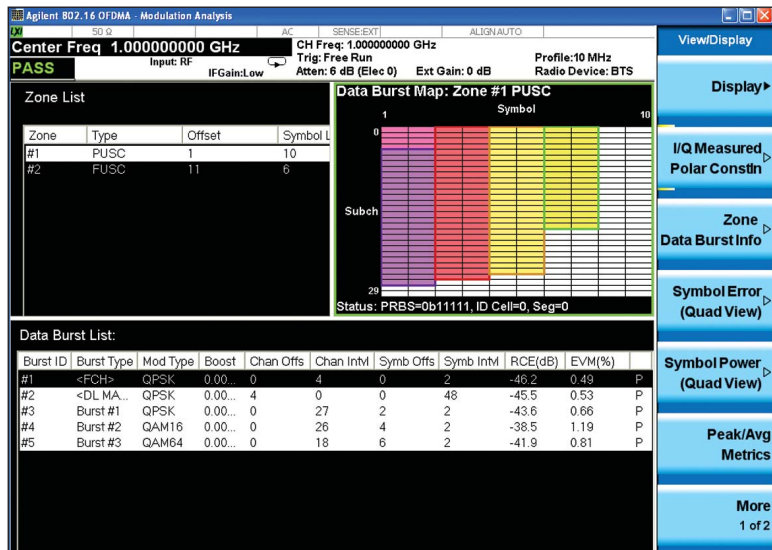 Agilent 802.16 OFDMA - Modulation Analysis
LXI 50 Ω AC SENSE:EXT ALIGN AUTO
Center Freq 1.000000000 GHz
Input: RF
IFGain:Low
CH Freq: 1.000000000 GHz
Trig: Free Run
Atten: 6 dB (Elec 0) Ext Gain: 0 dB
Profile:10 MHz
Radio Device: BTS
PASS
Zone List
Zone Type Offset Symbol L
#1 PUSC 1 10
#2 FUSC 11 6
Data Burst Map: Zone #1 PUSC
Symbol
1 10
0
Subch
29
Status: PRBS=0b11111, ID Cell=0, Seg=0
Data Burst List:
Burst ID Burst Type Mod Type Boost Chan Offs Chan Intvl Symb Offs Symb Intvl RCE(dB) EVM(%)
#1 <FCH> QPSK 0.00... 0 4 0 2 -46.2 0.49 P
#2 <DL MA... QPSK 0.00... 4 0 0 48 -45.5 0.53 P
#3 Burst #1 QPSK 0.00... 0 27 2 2 -43.6 0.66 P
#4 Burst #2 QAM16 0.00... 0 26 4 2 -38.5 1.19 P
#5 Burst #3 QAM64 0.00... 0 18 6 2 -41.9 0.81 P
View/Display
Display
I/Q Measured
Polar Constln
Zone
Data Burst Info
Symbol Error
(Quad View)
Symbol Power
(Quad View)
Peak/Avg
Metrics
More
1 of 2